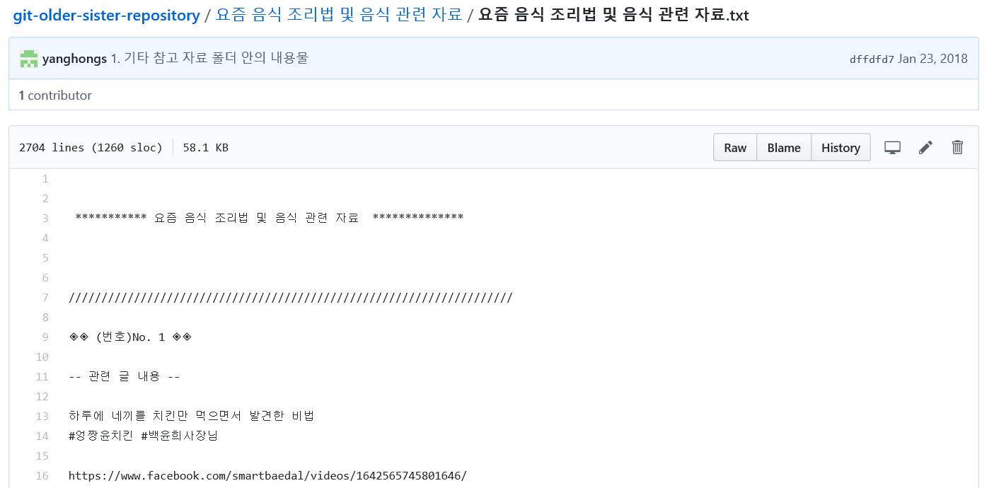 git-older-sister-repository / 요즘 음식 조리법 및 음식 관련 자료 / 요즘 음식 조리법 및 음식 관련 자료.txt
yanghongs 1. 기타 참고 자료 폴더 안의 내용물 dffdfd7 Jan 23, 2018
1 contributor
2704 lines (1260 sloc) 58.1 KB Raw Blame History
1
2
3 *********** 요즘 음식 조리법 및 음식 관련 자료 **************
4
5
6
7 ////////////////////////////////////////////////////////////////////
8
9 ◈◈ (번호)No. 1 ◈◈
10
11 -- 관련 글 내용 --
12
13 하루에 네끼를 치킨만 먹으면서 발견한 비법
14 #엉짱윤치킨 #백윤희사장님
15
16 https://www.facebook.com/smartbaedal/videos/1642565745801646/